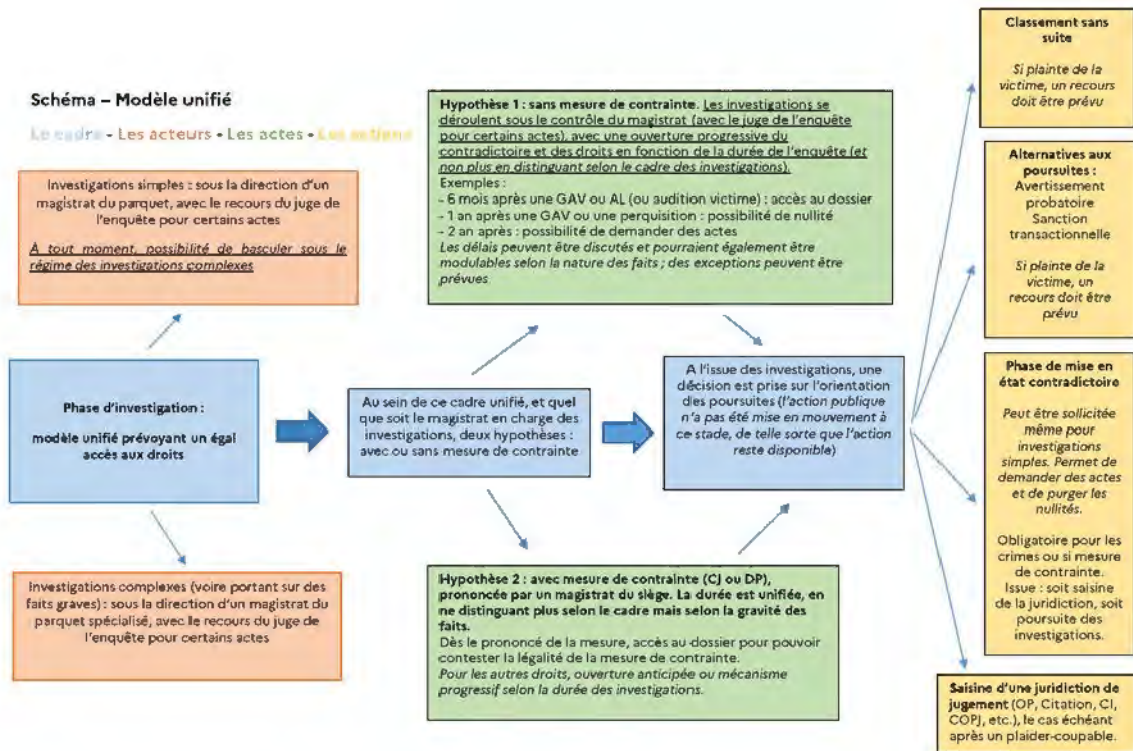 Schéma – Modèle unifié
Le cadre - Les acteurs - Les actes - Les actions
Investigations simples : sous la direction d'un
magistrat du parquet, avec le recours du juge de
l'enquête pour certains actes
A tout moment, possibilité de basculer sous le
régime des investigations complexes
Phase d'investigation :
modèle unifié prévoyant un égal
accès aux droits
Investigations complexes (voire portant sur des
faits graves) : sous la direction d'un magistrat du
parquet spécialisé, avec le recours du juge de
l'enquête pour certains actes
Hypothèse 1 : sans mesure de contrainte. Les investigations se
déroulent sous le contrôle du magistrat (avec le juge de l'enquête
pour certains actes), avec une ouverture progressive du
contradictoire et des droits en fonction de la durée de l'enquête (et
non plus en distinguant selon le cadre des investigations).
Exemples :
- 6 mois après une GAV ou AL (ou audition victime) : accès au dossier
- 1 an après une GAV ou une perquisition : possibilité de nullité
- 2 an après : possibilité de demander des actes
Les délais peuvent être discutés et pourraient également être
modulables selon la nature des faits ; des exceptions peuvent être
prévues.
Au sein de ce cadre unifié, et quel
que soit le magistrat en charge des
investigations, deux hypothèses :
avec ou sans mesure de contrainte
Hypothèse 2 : avec mesure de contrainte (CJ ou DP),
prononcée par un magistrat du siège. La durée est unifiée, en
ne distinguant plus selon le cadre mais selon la gravité des
faits.
Dès le prononcé de la mesure, accès au dossier pour pouvoir
contester la légalité de la mesure de contrainte.
Pour les autres droits, ouverture anticipée ou mécanisme
progressif selon la durée des investigations.
A l'issue des investigations, une
décision est prise sur l'orientation
des poursuites (l'action publique
n'a pas été mise en mouvement à
ce stade, de telle sorte que l'action
reste disponible)
Classement sans
suite
Si plainte de la
victime, un recours
doit être prévu
Alternatives aux
poursuites :
Avertissement
probatoire
Sanction
transactionnelle
Si plainte de la
victime, un
recours doit être
prévu
Phase de mise en
état contradictoire
Peut être sollicitée
même pour
investigations
simples. Permet de
demander des actes
et de purger les
nullités.
Obligatoire pour les
crimes ou si mesure
de contrainte.
Issue : soit saisine
de la juridiction, soit
poursuite des
investigations.
Saisine d'une juridiction de
jugement (OP, Citation, CI,
COPJ, etc.), le cas échéant
après un plaider-coupable.